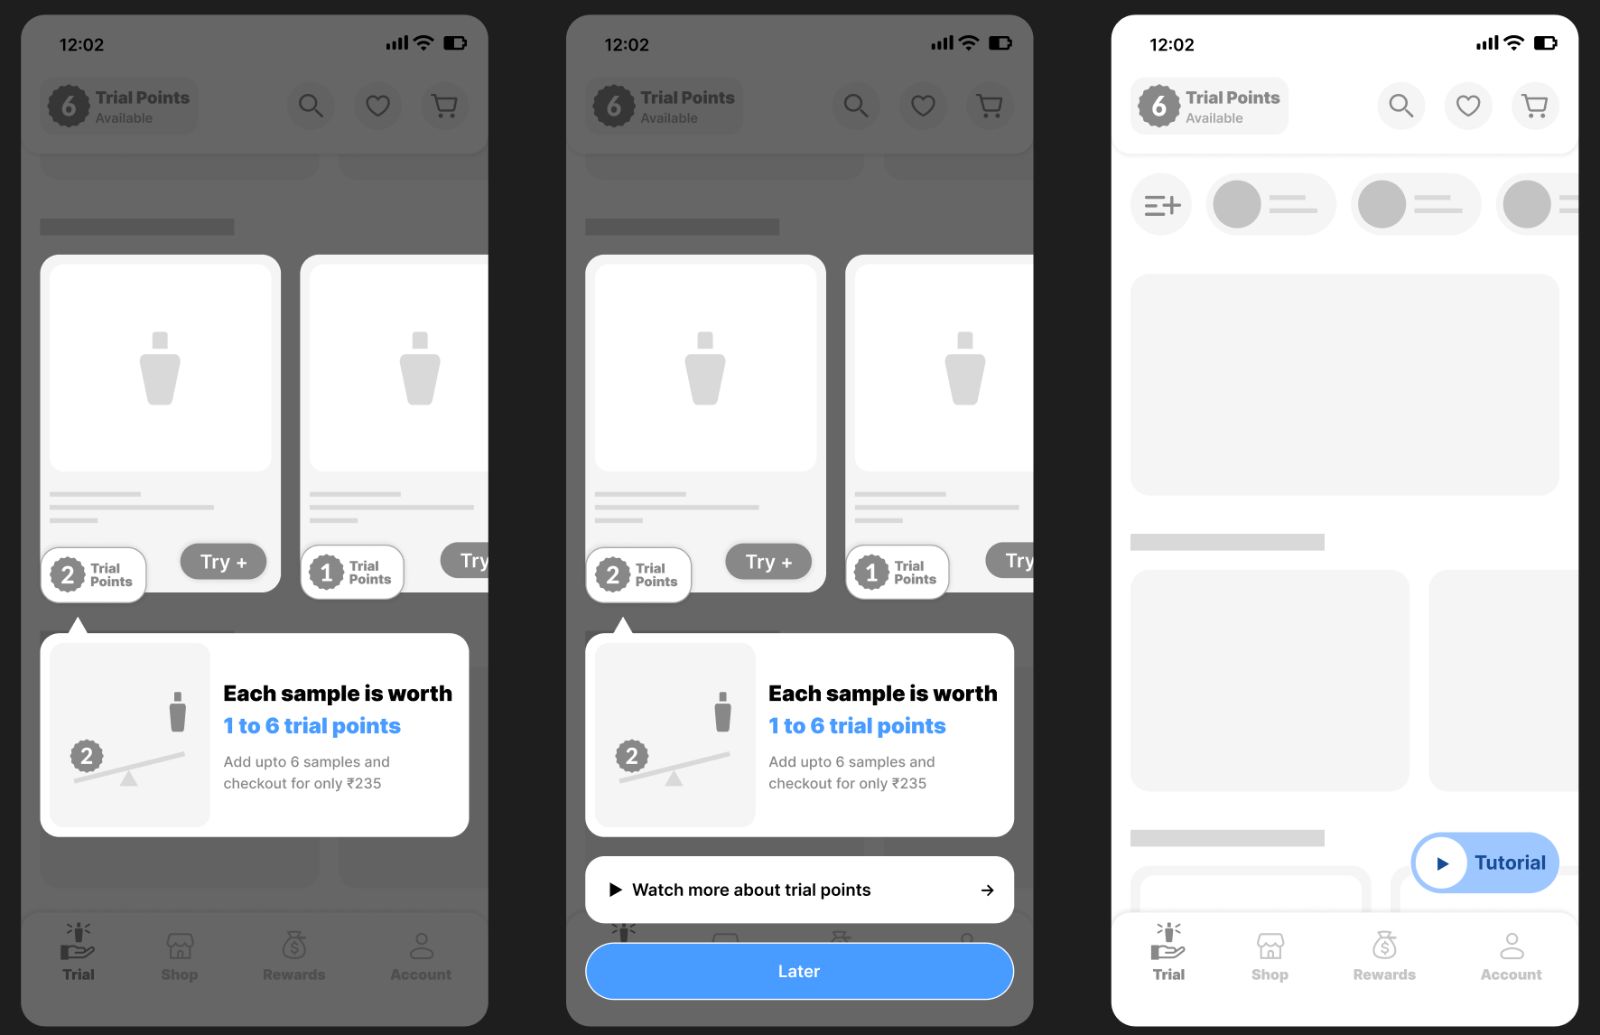 12:02
6
Trial Points
Available
2
Trial
Points
Try +
1
Trial
Points
Try
Each sample is worth
1 to 6 trial points
Add upto 6 samples and
checkout for only ₹235
2
Trial
Shop
Rewards
Account
12:02
6
Trial Points
Available
2
Trial
Points
Try +
1
Trial
Points
Try
Each sample is worth
1 to 6 trial points
Add upto 6 samples and
checkout for only ₹235
2
Watch more about trial points
Later
12:02
6
Trial Points
Available
Tutorial
Trial
Shop
Rewards
Account